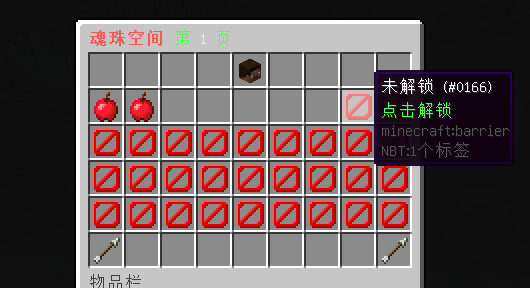 魂珠空间 第 1 页
未解锁 (#0166)
点击解锁
minecraft:barrier
NBT:1个标签
物品栏